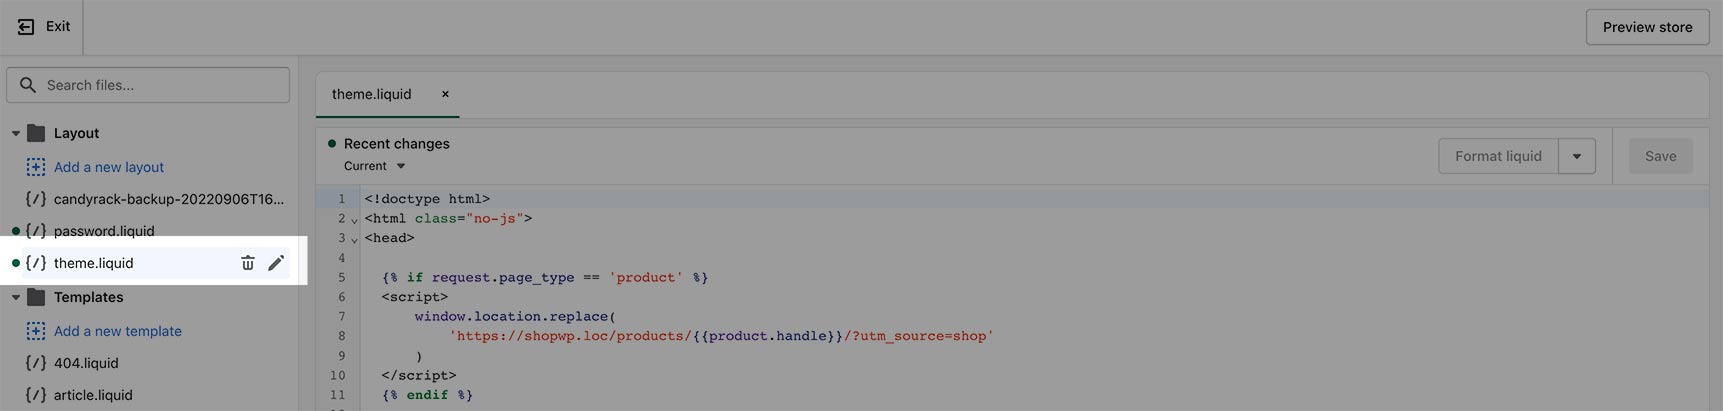 Exit
Preview store
Search files...
Layout
Add a new layout
{/} candyrack-backup-20220906T16...
{/} password.liquid
{/} theme.liquid
Templates
Add a new template
{/} 404.liquid
{/} article.liquid
theme.liquid ×
Recent changes
Current
Format liquid
Save
1 <!doctype html>
2 <html class="no-js">
3 <head>
4
5 {% if request.page_type == 'product' %}
6 <script>
7 window.location.replace(
8 'https://shopwp.loc/products/{{product.handle}}/?utm_source=shop'
9 )
10 </script>
11 {% endif %}